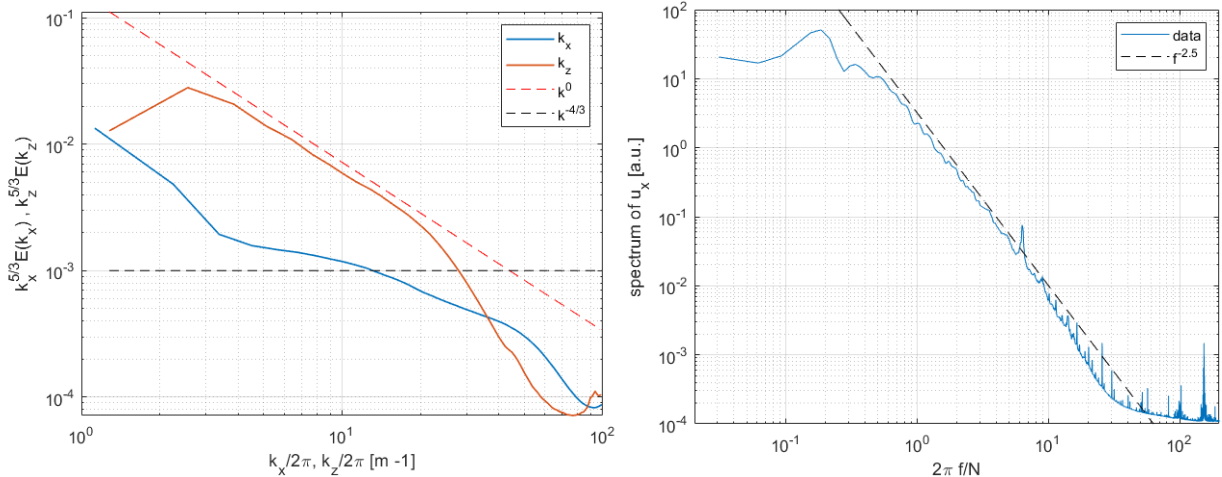 10^-1
10^-2
10^-3
10^-4
k_x^5/3E(k_x) , k_z^5/3E(k_z)
10^0
10^1
10^2
k_x/2π, k_z/2π [m -1]
k_x
k_z
k^0
k^-4/3
10^2
10^1
10^0
10^-1
10^-2
10^-3
10^-4
spectrum of u_x [a.u.]
10^-1
10^0
10^1
10^2
2π f/N
data
f^-2.5